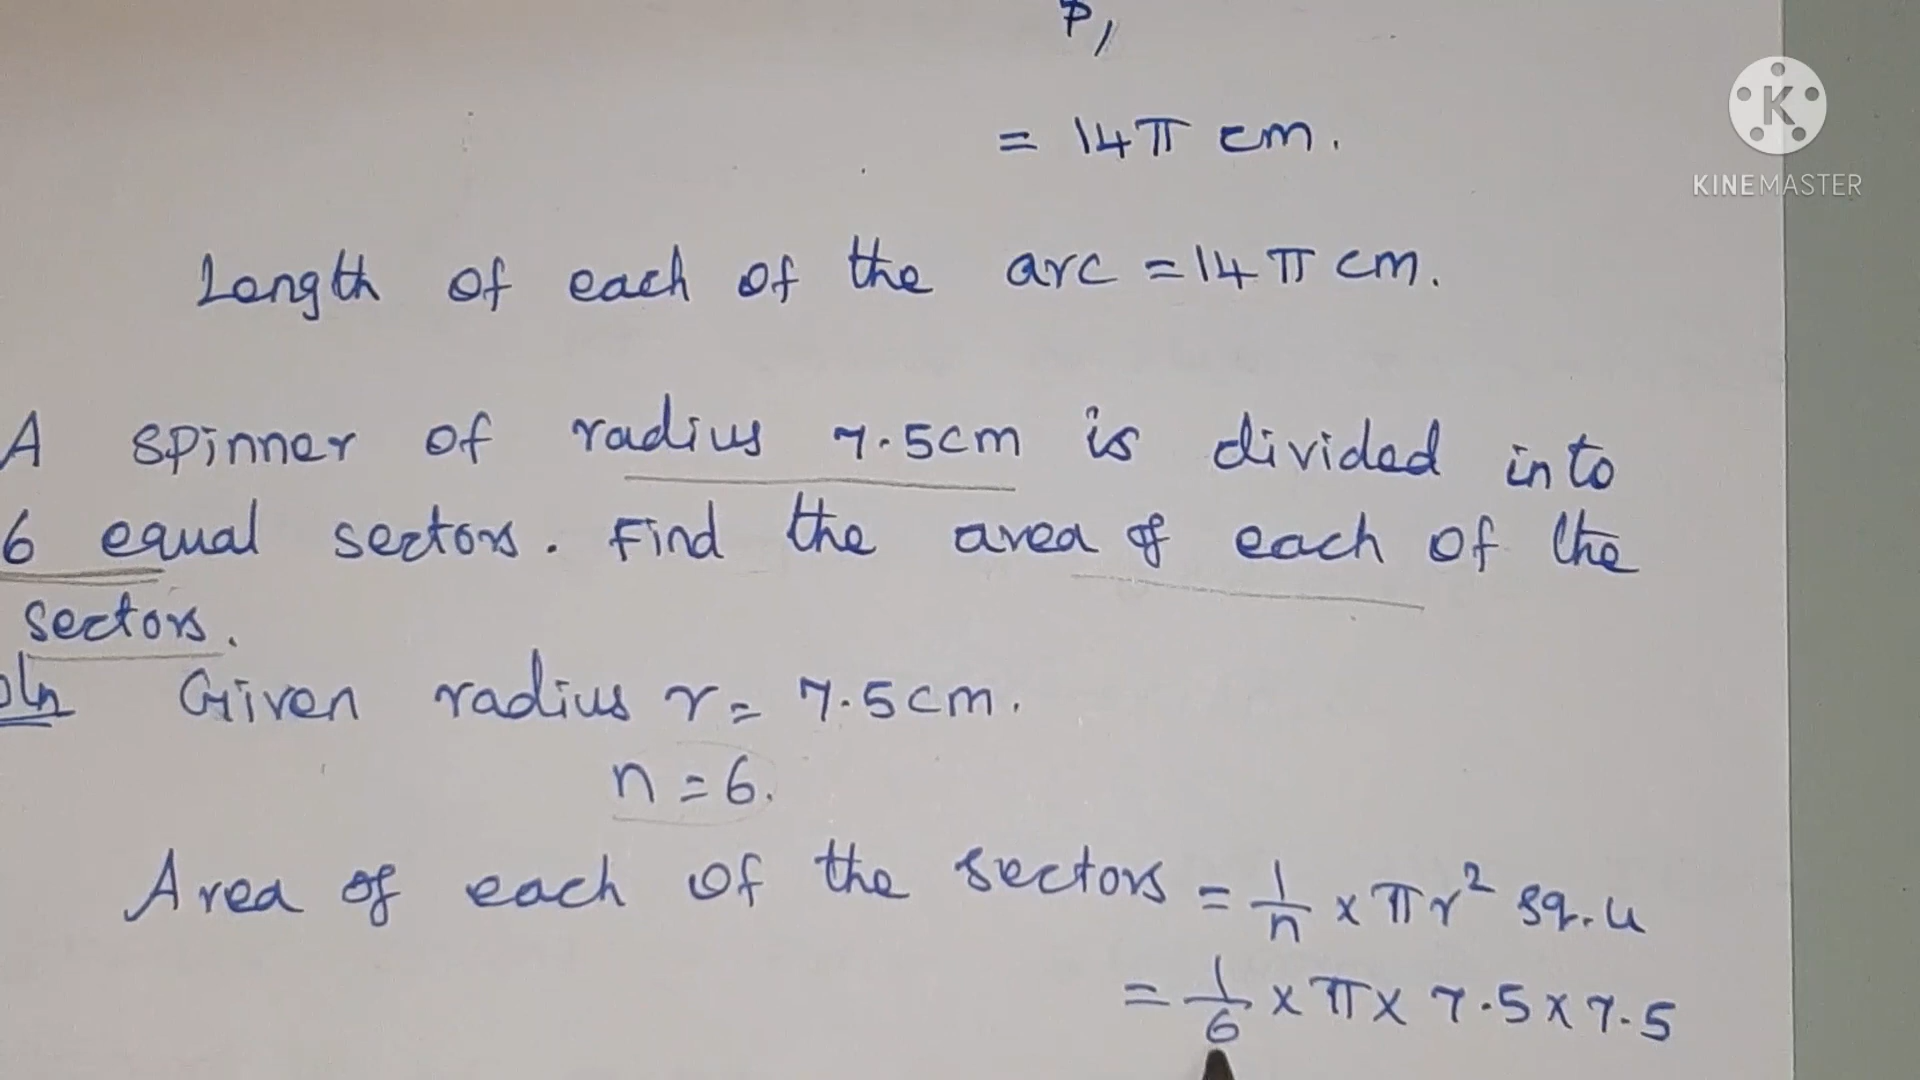 = 14π cm.
K
KINEMASTER
Length of each of the arc = 14π cm.
A spinner of radius 7.5cm is divided into
6 equal sectors. Find the area of each of the
sectors.
Given radius r = 7.5cm.
n = 6.
Area of each of the sectors = 1/n × πr² sq.u
= 1/6 × π × 7.5 × 7.5